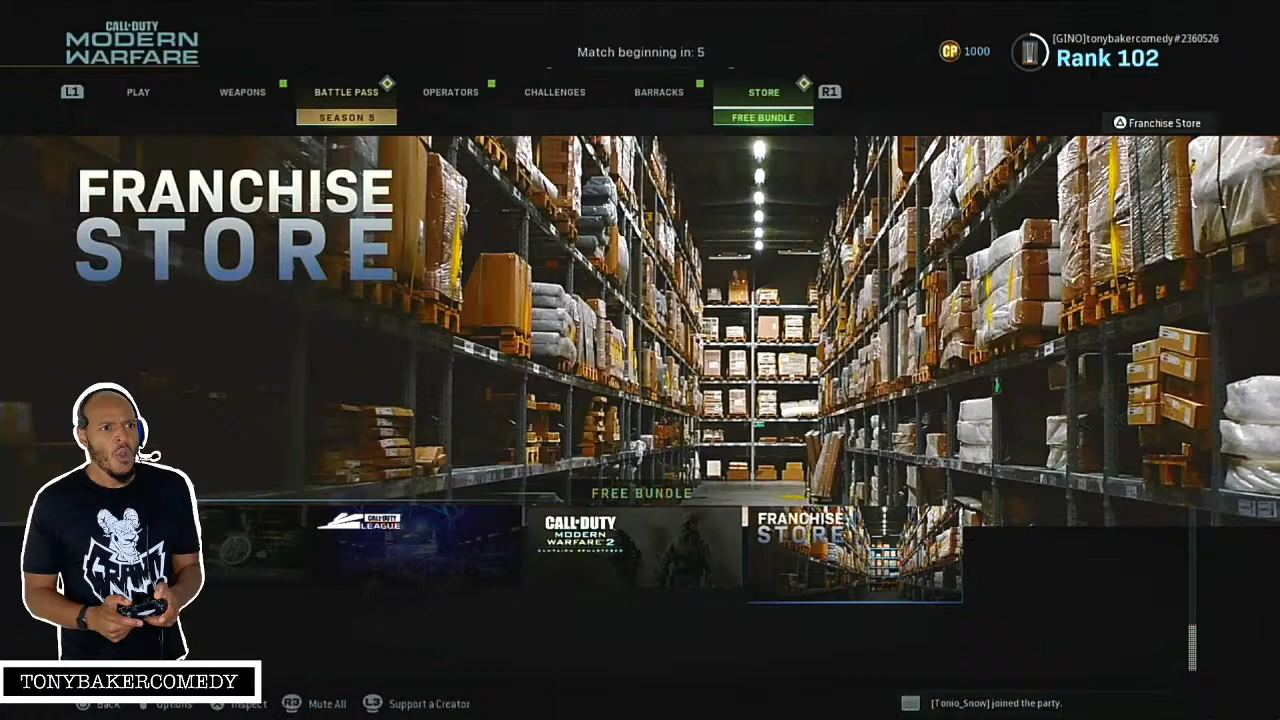 CALL OF DUTY
MODERN
WARFARE
Match beginning in: 5
CP 1000
[GINO]tonybakercomedy#2360526
Rank 102
L1
PLAY
WEAPONS
BATTLE PASS
OPERATORS
CHALLENGES
BARRACKS
STORE
R1
SEASON 5
FREE BUNDLE
Franchise Store
FRANCHISE
STORE
FREE BUNDLE
CALL OF DUTY
LEAGUE
CALL OF DUTY
MODERN
WARFARE 2
CAMPAIGN REMASTERED
FRANCHISE
STORE
TONYBAKERCOMEDY
Back
Options
Inspect
R3 Mute All
L3 Support a Creator
[Tonio_Snow] joined the party.